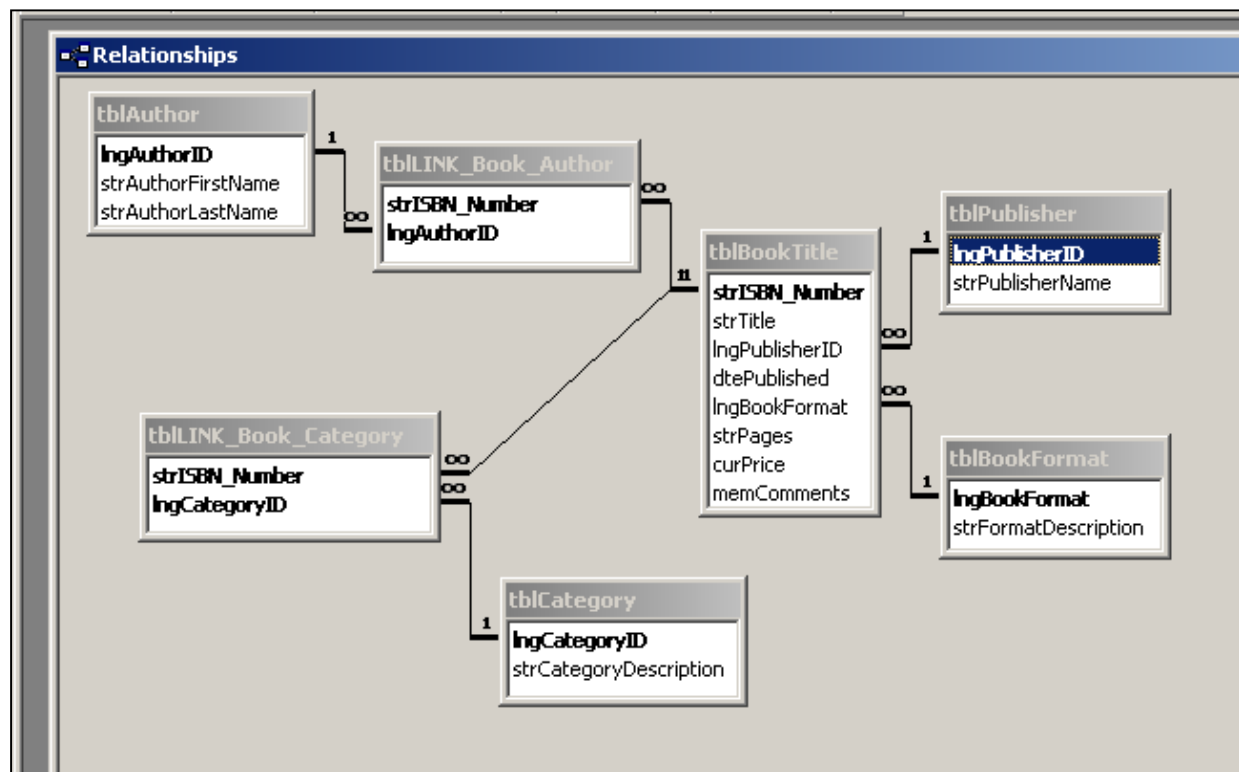 Relationships
tblAuthor
lngAuthorID
strAuthorFirstName
strAuthorLastName
1
∞
tblLINK_Book_Author
strISBN_Number
lngAuthorID
∞
11
tblBookTitle
strISBN_Number
strTitle
lngPublisherID
dtePublished
lngBookFormat
strPages
curPrice
memComments
∞
∞
1
tblPublisher
lngPublisherID
strPublisherName
1
tblBookFormat
lngBookFormat
strFormatDescription
tblLINK_Book_Category
strISBN_Number
lngCategoryID
∞
∞
1
tblCategory
lngCategoryID
strCategoryDescription